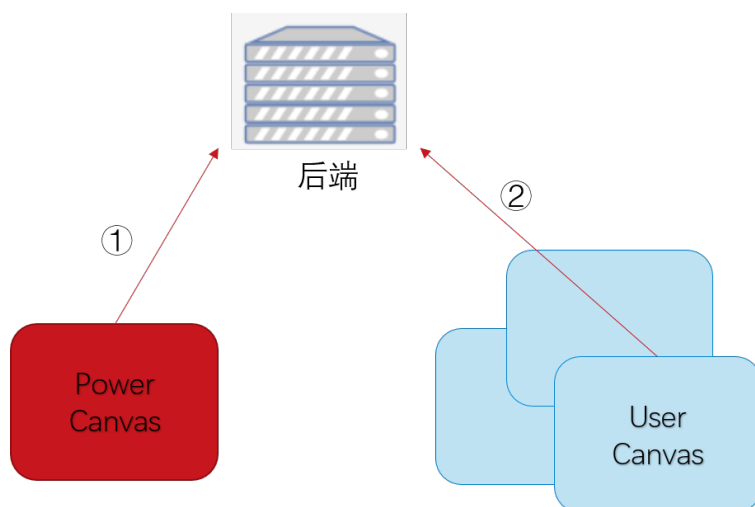 后端
①
②
Power
Canvas
User
Canvas